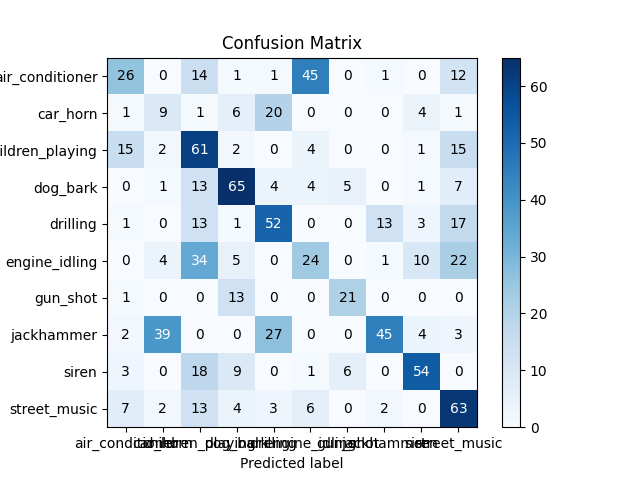 Confusion Matrix
air_conditioner 26 0 14 1 1 45 0 1 0 12
car_horn 1 9 1 6 20 0 0 0 4 1
ildren_playing 15 2 61 2 0 4 0 0 1 15
dog_bark 0 1 13 65 4 4 5 0 1 7
drilling 1 0 13 1 52 0 0 13 3 17
engine_idling 0 4 34 5 0 24 0 1 10 22
gun_shot 1 0 0 13 0 0 21 0 0 0
jackhammer 2 39 0 0 27 0 0 45 4 3
siren 3 0 18 9 0 1 6 0 54 0
street_music 7 2 13 4 3 6 0 2 0 63
Predicted label
60
50
40
30
20
10
0